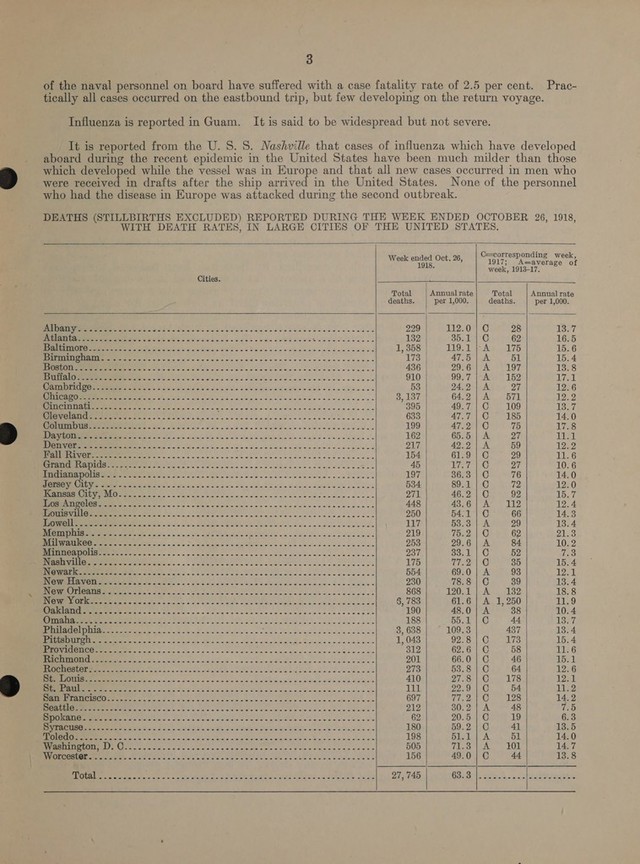 3
of the naval personnel on board have suffered with a case fatality rate of 2.5 per cent. Prac-
tically all cases occurred on the eastbound trip, but few developing on the return voyage.
Influenza is reported in Guam. It is said to be widespread but not severe.
It is reported from the U. S. S. Nashville that cases of influenza which have developed
aboard during the recent epidemic in the United States have been much milder than those
which developed while the vessel was in Europe and that all new cases occurred in men who
were received in drafts after the ship arrived in the United States. None of the personnel
who had the disease in Europe was attacked during the second outbreak.
DEATHS (STILLBIRTHS EXCLUDED) REPORTED DURING THE WEEK ENDED OCTOBER 26, 1918,
WITH DEATH RATES, IN LARGE CITIES OF THE UNITED STATES.
Cities.
Week ended Oct. 26,
1918.
C=corresponding week,
1917; A=average of
week, 1913-17.
Total deaths. Annual rate per 1,000. Total deaths. Annual rate per 1,000.
Albany 229 112.0 C 28 13.7
Atlanta 132 35.1 C 62 16.5
Baltimore 1,358 119.1 A 175 15.6
Birmingham 173 47.5 A 51 15.4
Boston 436 29.6 A 197 13.8
Buffalo 910 99.7 A 152 17.1
Cambridge 53 24.2 A 27 12.6
Chicago 3,137 64.2 A 571 12.2
Cincinnati 395 49.7 C 109 13.7
Cleveland 633 47.7 C 185 14.0
Columbus 199 47.2 C 75 17.8
Dayton 162 65.5 A 27 11.1
Denver 217 42.2 A 59 12.2
Fall River 154 61.9 C 29 11.6
Grand Rapids 45 17.7 C 27 10.6
Indianapolis 197 36.3 C 76 14.0
Jersey City 534 89.1 C 72 12.0
Kansas City, Mo 271 46.2 C 92 15.7
Los Angeles 448 43.6 A 112 12.4
Louisville 250 54.1 C 66 14.3
Lowell 117 53.3 A 29 13.4
Memphis 219 75.2 C 62 21.3
Milwaukee 253 29.6 A 84 10.2
Minneapolis 237 33.1 C 52 7.3
Nashville 175 77.2 C 35 15.4
Newark 554 69.0 A 93 12.1
New Haven 230 78.8 C 39 13.4
New Orleans 868 120.1 A 132 18.8
New York 6,783 61.6 A 1,250 11.9
Oakland 190 48.0 A 38 10.4
Omaha 188 55.1 C 44 13.7
Philadelphia 3,638 109.3 437 13.4
Pittsburgh 1,043 92.8 C 173 15.4
Providence 312 62.6 C 58 11.6
Richmond 201 66.0 C 46 15.1
Rochester 273 53.8 C 64 12.6
St. Louis 410 27.8 C 178 12.1
St. Paul 111 22.9 C 54 11.2
San Francisco 697 77.2 C 128 14.2
Seattle 212 30.2 A 48 7.5
Spokane 62 20.5 C 19 6.3
Syracuse 180 59.2 C 41 13.5
Toledo 198 51.1 A 51 14.0
Washington, D. C 505 71.3 A 101 14.7
Worcester 156 49.0 C 44 13.8
Total 27,745 63.3